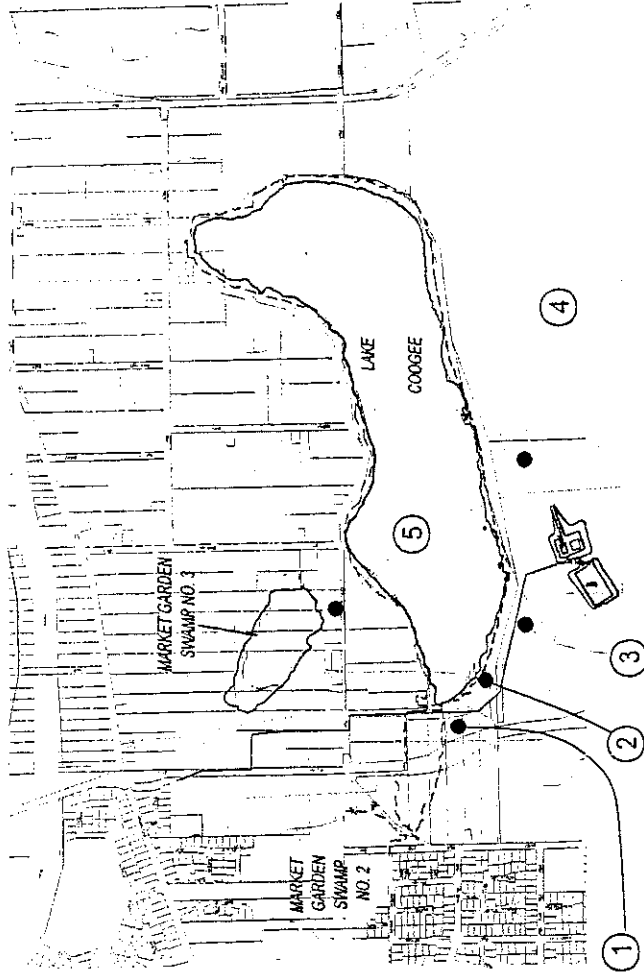 MARKET GARDEN
SWAMP NO. 3
LAKE
COOGEE
MARKET
GARDEN
SWAMP
NO. 2
1
2
3
4
5